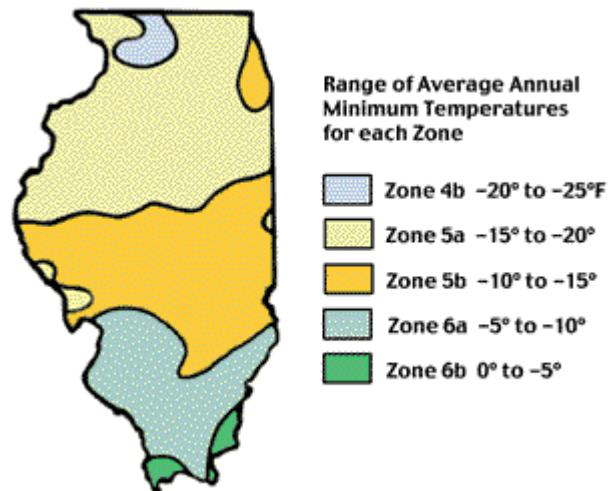 Range of Average Annual
Minimum Temperatures
for each Zone
Zone 4b -20° to -25°F
Zone 5a -15° to -20°
Zone 5b -10° to -15°
Zone 6a -5° to -10°
Zone 6b 0° to -5°